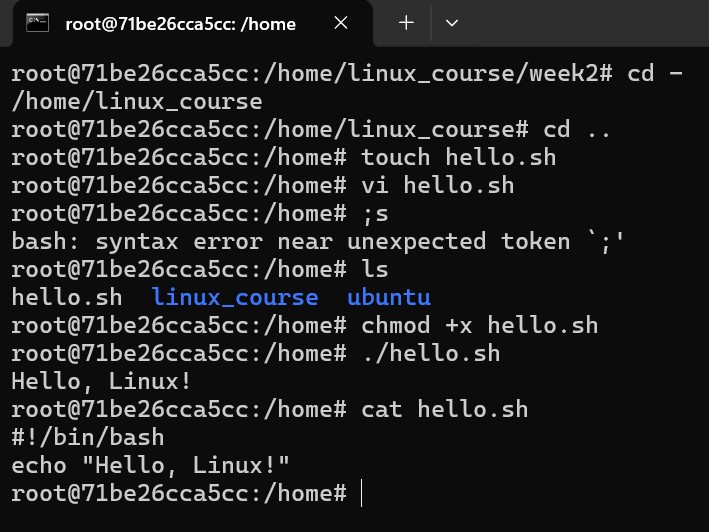 root@71be26cca5cc: /home
root@71be26cca5cc:/home/linux_course/week2# cd -
/home/linux_course
root@71be26cca5cc:/home/linux_course# cd ..
root@71be26cca5cc:/home# touch hello.sh
root@71be26cca5cc:/home# vi hello.sh
root@71be26cca5cc:/home# ;s
bash: syntax error near unexpected token `;'
root@71be26cca5cc:/home# ls
hello.sh  linux_course  ubuntu
root@71be26cca5cc:/home# chmod +x hello.sh
root@71be26cca5cc:/home# ./hello.sh
Hello, Linux!
root@71be26cca5cc:/home# cat hello.sh
#!/bin/bash
echo "Hello, Linux!"
root@71be26cca5cc:/home#